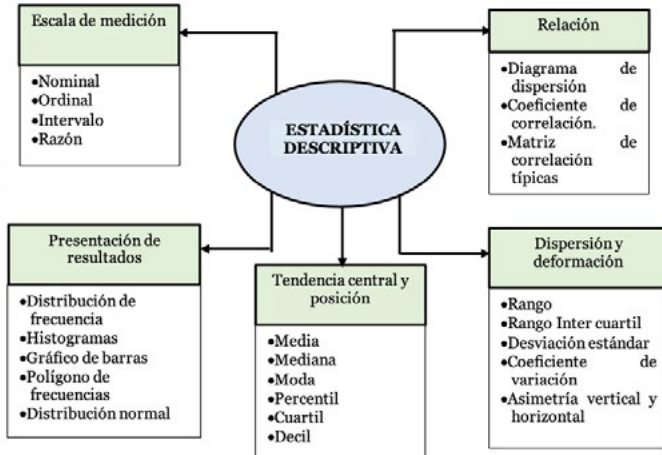 Escala de medición
•Nominal
•Ordinal
•Intervalo
•Razón
ESTADÍSTICA
DESCRIPTIVA
Relación
•Diagrama de
dispersión
•Coeficiente de
correlación.
•Matriz de
correlación
típicas
Presentación de
resultados
•Distribución de
frecuencia
•Histogramas
•Gráfico de barras
•Polígono de
frecuencias
•Distribución normal
Tendencia central y
posición
•Media
•Mediana
•Moda
•Percentil
•Cuartil
•Decil
Dispersión y
deformación
•Rango
•Rango Inter cuartil
•Desviación estándar
•Coeficiente de
variación
•Asimetría vertical y
horizontal